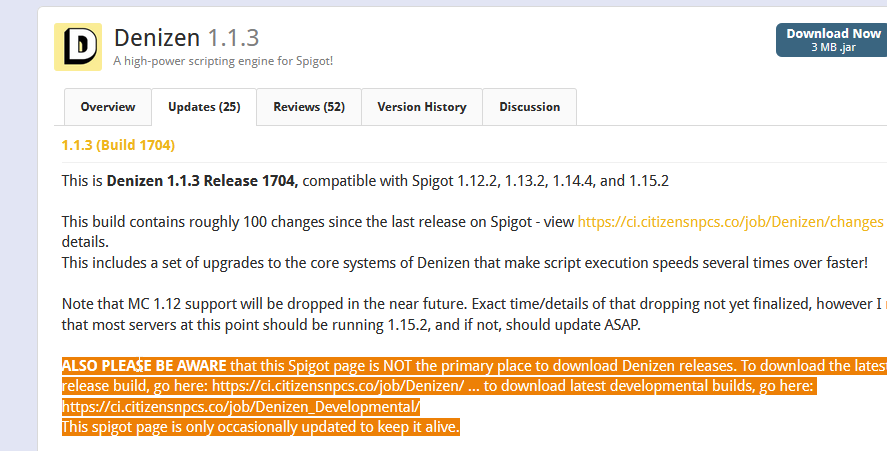 D
Denizen 1.1.3
A high-power scripting engine for Spigot!
Download Now
3 MB .jar
Overview
Updates (25)
Reviews (52)
Version History
Discussion
1.1.3 (Build 1704)
This is Denizen 1.1.3 Release 1704, compatible with Spigot 1.12.2, 1.13.2, 1.14.4, and 1.15.2
This build contains roughly 100 changes since the last release on Spigot - view https://ci.citizensnpcs.co/job/Denizen/changes
details.
This includes a set of upgrades to the core systems of Denizen that make script execution speeds several times over faster!
Note that MC 1.12 support will be dropped in the near future. Exact time/details of that dropping not yet finalized, however I
that most servers at this point should be running 1.15.2, and if not, should update ASAP.
ALSO PLEASE BE AWARE that this Spigot page is NOT the primary place to download Denizen releases. To download the latest
release build, go here: https://ci.citizensnpcs.co/job/Denizen/ ... to download latest developmental builds, go here:
https://ci.citizensnpcs.co/job/Denizen_Developmental/
This spigot page is only occasionally updated to keep it alive.